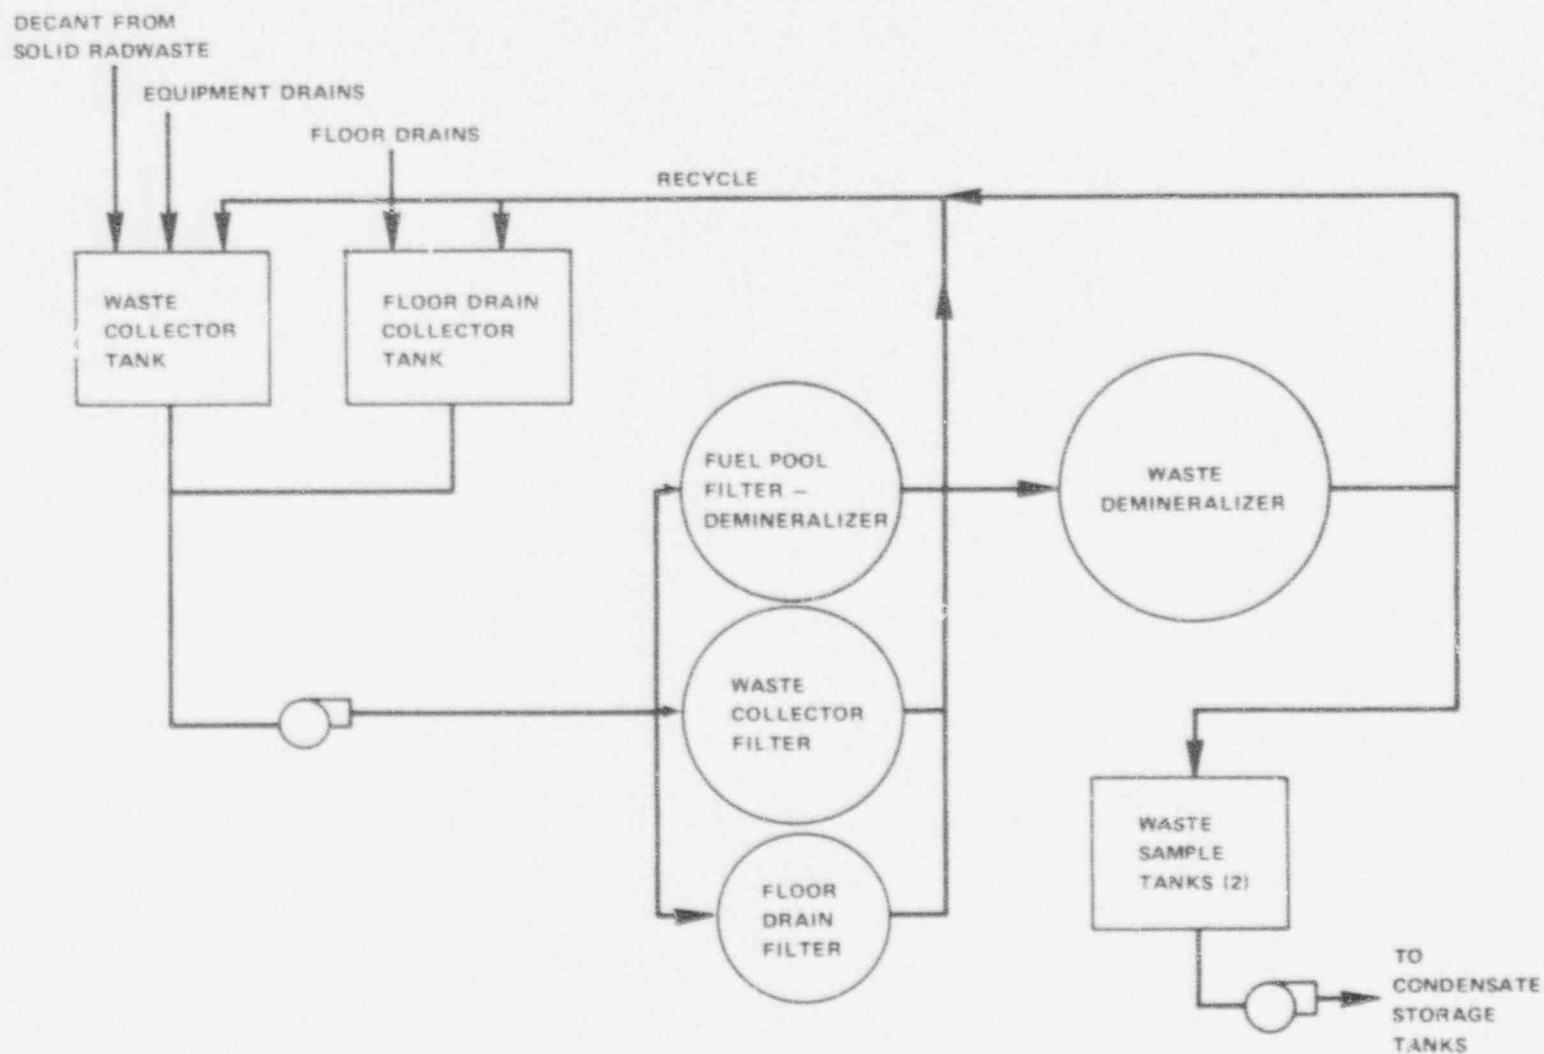 DECANT FROM
SOLID RADWASTE
EQUIPMENT DRAINS
FLOOR DRAINS
RECYCLE
WASTE
COLLECTOR
TANK
FLOOR DRAIN
COLLECTOR
TANK
FUEL POOL
FILTER –
DEMINERALIZER
WASTE
DEMINERALIZER
WASTE
COLLECTOR
FILTER
WASTE
SAMPLE
TANKS (2)
FLOOR
DRAIN
FILTER
TO
CONDENSATE
STORAGE
TANKS